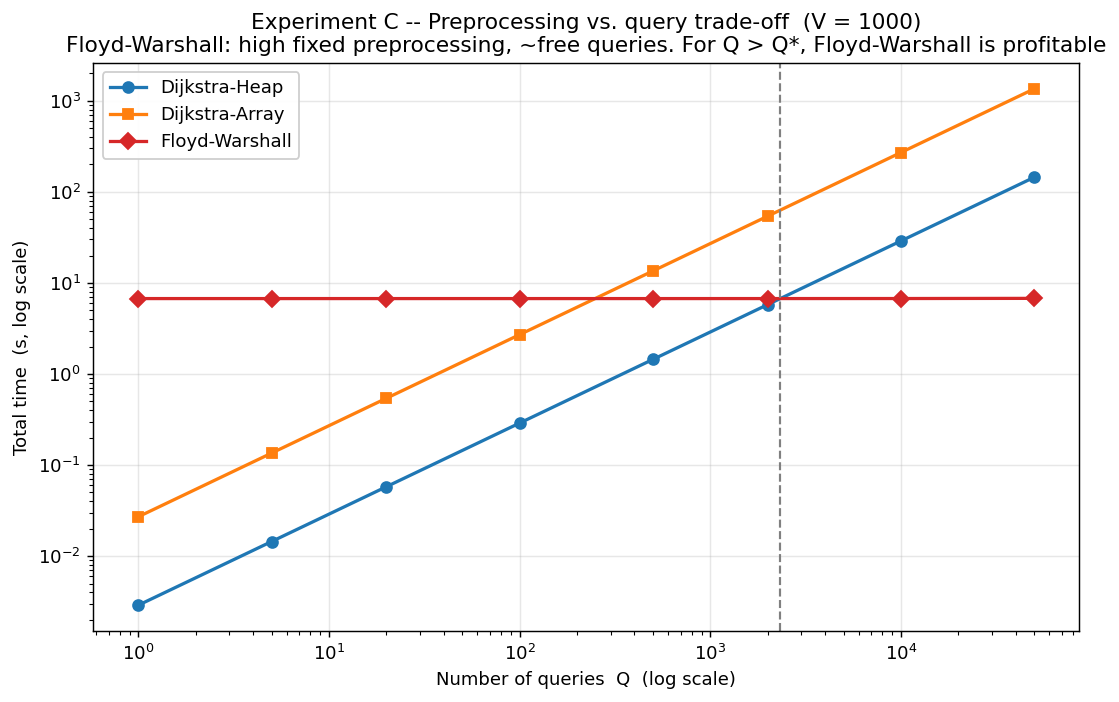 Experiment C -- Preprocessing vs. query trade-off  (V = 1000)
Floyd-Warshall: high fixed preprocessing, ~free queries. For Q > Q*, Floyd-Warshall is profitable
Dijkstra-Heap
Dijkstra-Array
Floyd-Warshall
Total time  (s, log scale)
10³
10²
10¹
10⁰
10⁻¹
10⁻²
10⁰ 10¹ 10² 10³ 10⁴
Number of queries  Q  (log scale)